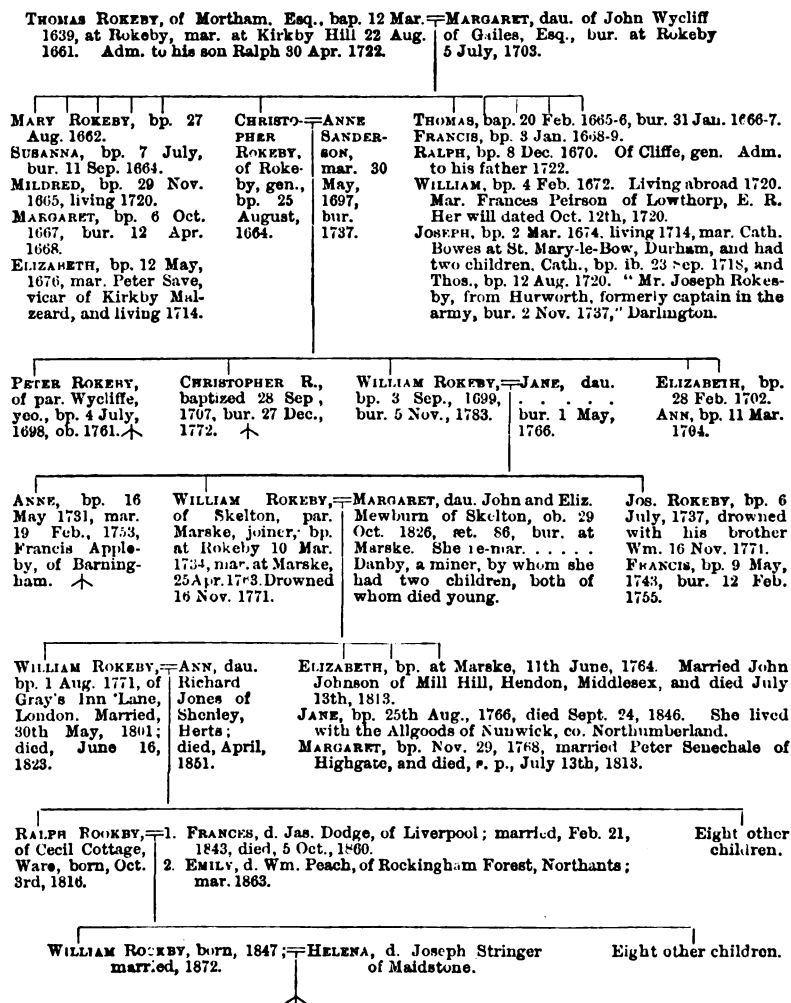 THOMAS ROKEBY, of Mortham, Esq., bap. 12 Mar.
1639, at Rokeby, mar. at Kirkby Hill 22 Aug.
1661. Adm. to his son Ralph 30 Apr. 1722.
MARGARET, dau. of John Wycliff
of Gailes, Esq., bur. at Rokeby
5 July, 1703.
MARY ROKEBY, bp. 27
Aug. 1662.
SUSANNA, bp. 7 July,
bur. 11 Sep. 1664.
MILDRED, bp. 29 Nov.
1665, living 1720.
MARGARET, bp. 6 Oct.
1667, bur. 12 Apr.
1668.
ELIZABETH, bp. 12 May,
1676, mar. Peter Save,
vicar of Kirkby Mal-
zeard, and living 1714.
CHRISTO-
PHER
ROKEBY,
of Roke-
by, gen.,
bp. 25
August,
1664.
ANNE
SANDER-
SON,
mar. 30
May,
1697,
bur.
1737.
THOMAS, bap. 20 Feb. 1665-6, bur. 31 Jan. 1666-7.
FRANCIS, bp. 3 Jan. 1668-9.
RALPH, bp. 8 Dec. 1670. Of Cliffe, gen. Adm.
to his father 1722.
WILLIAM, bp. 4 Feb. 1672. Living abroad 1720.
Mar. Frances Peirson of Lowthorp, E. R.
Her will dated Oct. 12th, 1720.
JOSEPH, bp. 2 Mar. 1674, living 1714, mar. Cath.
Bowes at St. Mary-le-Bow, Durham, and had
two children, Cath., bp. ib. 23 Sep. 1718, and
Thos., bp. 12 Aug. 1720. "Mr. Joseph Rokes-
by, from Hurworth, formerly captain in the
army, bur. 2 Nov. 1737," Darlington.
PETER ROKEBY,
of par. Wycliffe,
yeo., bp. 4 July,
1698, ob. 1761.
CHRISTOPHER R.,
baptized 28 Sep,
1707, bur. 27 Dec.,
1772.
WILLIAM ROKEBY,
bp. 3 Sep., 1699,
bur. 5 Nov., 1783.
JANE, dau.
. . . . .
bur. 1 May,
1766.
ELIZABETH, bp.
28 Feb. 1702.
ANN, bp. 11 Mar.
1704.
ANNE, bp. 16
May 1731, mar.
19 Feb., 1753,
Francis Apple-
by, of Barning-
ham.
WILLIAM ROKEBY,
of Skelton, par.
Marske, joiner, bp.
at Rokeby 10 Mar.
1734, mar. at Marske,
25 Apr. 1763. Drowned
16 Nov. 1771.
MARGARET, dau. John and Eliz.
Mewburn of Skelton, ob. 29
Oct. 1826, æt. 86, bur. at
Marske. She re-mar. . . . . .
Danby, a miner, by whom she
had two children, both of
whom died young.
JOS. ROKEBY, bp. 6
July, 1737, drowned
with his brother
Wm. 16 Nov. 1771.
FRANCIS, bp. 9 May,
1743, bur. 12 Feb.
1755.
WILLIAM ROKEBY,
bp. 1 Aug. 1771, of
Gray's Inn Lane,
London. Married,
30th May, 1801;
died, June 16,
1823.
ANN, dau.
Richard
Jones of
Shenley,
Herts;
died, April,
1851.
ELIZABETH, bp. at Marske, 11th June, 1764. Married John
Johnson of Mill Hill, Hendon, Middlesex, and died July
13th, 1813.
JANE, bp. 25th Aug., 1766, died Sept. 24, 1846. She lived
with the Allgoods of Nunwick, co. Northumberland.
MARGARET, bp. Nov. 29, 1768, married Peter Seuechale of
Highgate, and died, s. p., July 13th, 1813.
RALPH ROOKBY,
of Cecil Cottage,
Ware, born, Oct.
3rd, 1816.
1. FRANCES, d. Jas. Dodge, of Liverpool; married, Feb. 21,
1843, died, 5 Oct., 1860.
2. EMILY, d. Wm. Peach, of Rockingham Forest, Northants;
mar. 1863.
Eight other
children.
WILLIAM ROOKBY, born, 1847;
married, 1872.
HELENA, d. Joseph Stringer
of Maidstone.
Eight other children.